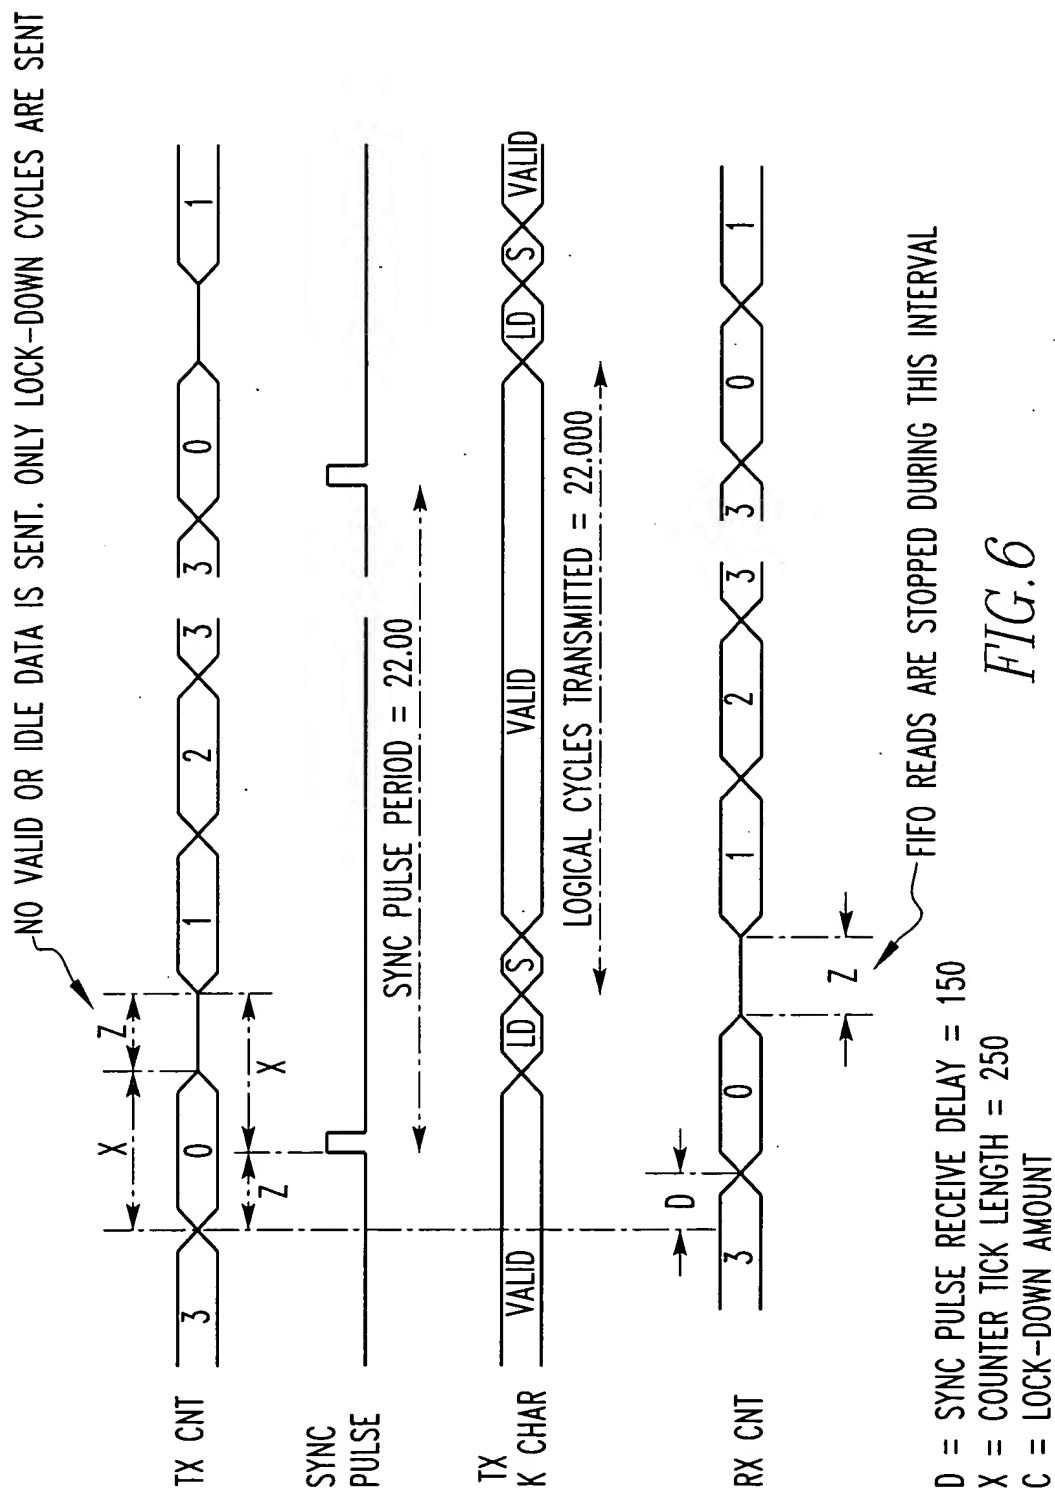 NO VALID OR IDLE DATA IS SENT. ONLY LOCK-DOWN CYCLES ARE SENT
X
Z
TX CNT
3
0
1
2
3
3
0
1
Z
X
SYNC
PULSE
SYNC PULSE PERIOD = 22.00
TX
K CHAR
VALID
LD
S
VALID
LD
S
VALID
LOGICAL CYCLES TRANSMITTED = 22.000
D
RX CNT
3
0
1
2
3
3
0
1
Z
FIFO READS ARE STOPPED DURING THIS INTERVAL
D = SYNC PULSE RECEIVE DELAY = 150
X = COUNTER TICK LENGTH = 250
C = LOCK-DOWN AMOUNT
FIG.6